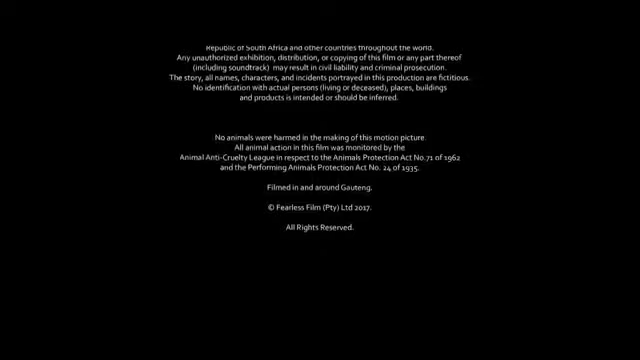 Republic of South Africa and other countries throughout the world.
Any unauthorized exhibition, distribution, or copying of this film or any part thereof
(including soundtrack) may result in civil liability and criminal prosecution.
The story, all names, characters, and incidents portrayed in this production are fictitious.
No identification with actual persons (living or deceased), places, buildings
and products is intended or should be inferred.
No animals were harmed in the making of this motion picture.
All animal action in this film was monitored by the
Animal Anti-Cruelty League in respect to the Animals Protection Act No.71 of 1962
and the Performing Animals Protection Act No. 24 of 1935.
Filmed in and around Gauteng.
© Fearless Film (Pty) Ltd 2017.
All Rights Reserved.